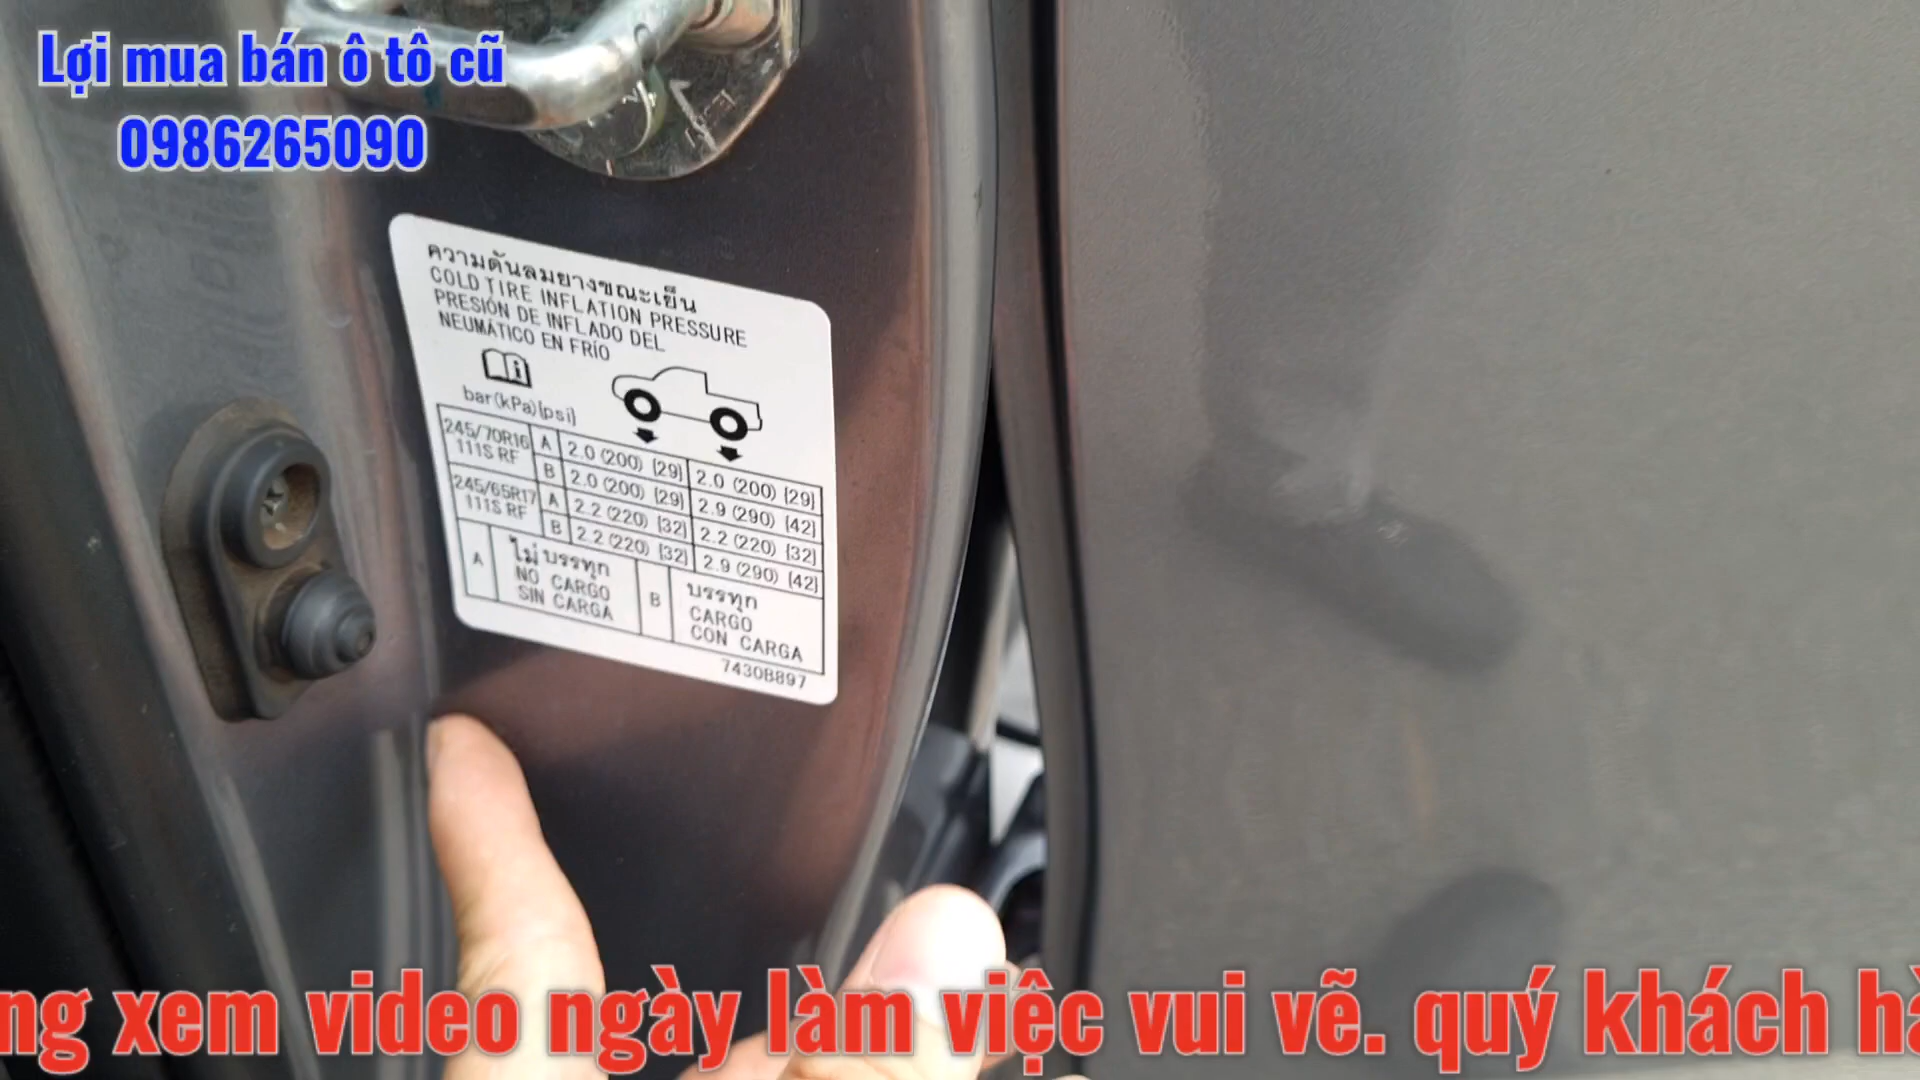 Lợi mua bán ô tô cũ
0986265090
ความดันลมยางขณะเย็น
COLD TIRE INFLATION PRESSURE
PRESIÓN DE INFLADO DEL
NEUMÁTICO EN FRÍO
bar(kPa){psi}
245/70R16 111S RF A 2.0 (200) {29} 2.0 (200) {29}
B 2.0 (200) {29} 2.9 (290) {42}
245/65R17 111S RF A 2.2 (220) {32} 2.2 (220) {32}
B 2.2 (220) {32} 2.9 (290) {42}
A ไม่บรรทุก NO CARGO SIN CARGA B บรรทุก CARGO CON CARGA
7430B897
ng xem video ngày làm việc vui vẽ. quý khách hà